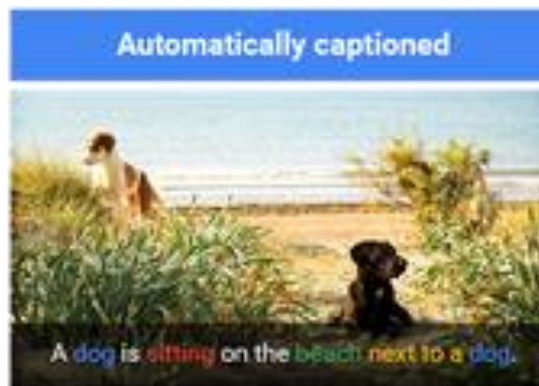 Automatically captioned
A dog is sitting on the beach next to a dog.